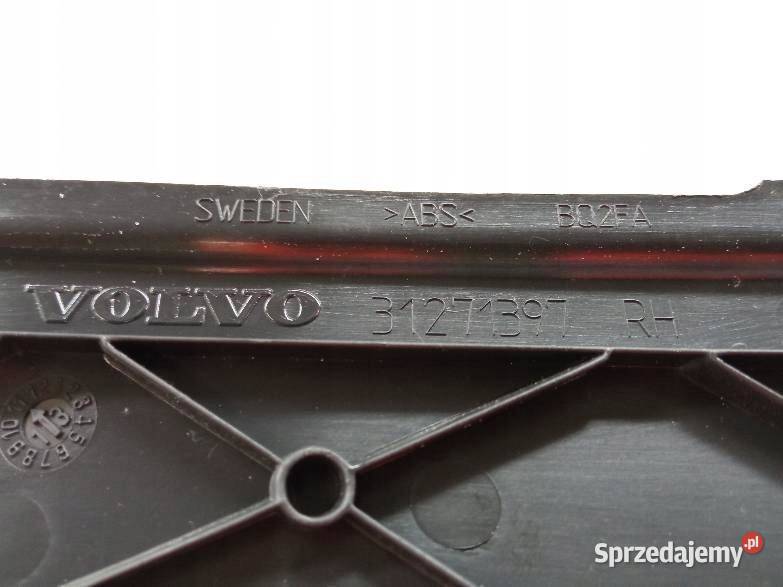 SWEDEN >ABS< BQ2FA
VOLVO 31271397 RH
Sprzedajemy.pl